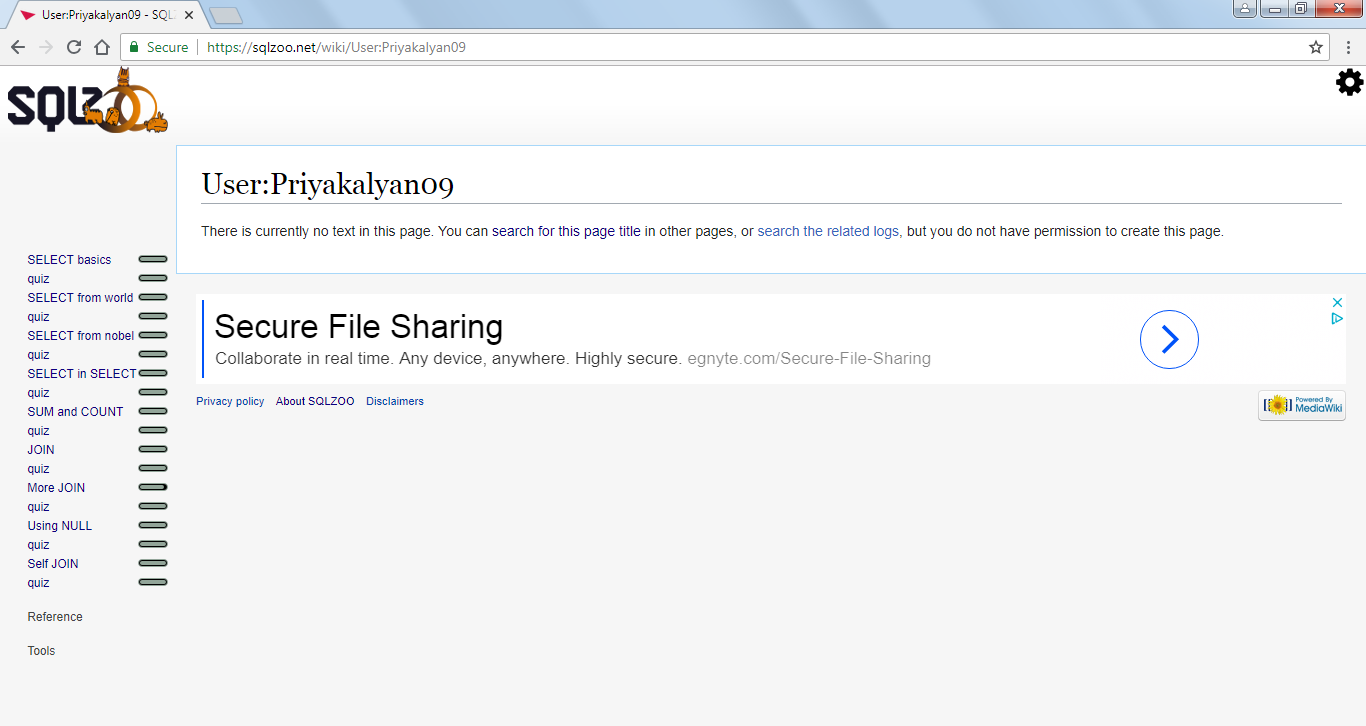 User:Priyakalyan09 - SQL
Secure
https://sqlzoo.net/wiki/User:Priyakalyan09
SQLZOO
User:Priyakalyan09
There is currently no text in this page. You can search for this page title in other pages, or search the related logs, but you do not have permission to create this page.
SELECT basics
quiz
SELECT from world
quiz
SELECT from nobel
quiz
SELECT in SELECT
quiz
SUM and COUNT
quiz
JOIN
quiz
More JOIN
quiz
Using NULL
quiz
Self JOIN
quiz
Reference
Tools
Secure File Sharing
Collaborate in real time. Any device, anywhere. Highly secure. egnyte.com/Secure-File-Sharing
Privacy policy
About SQLZOO
Disclaimers
Powered By
MediaWiki